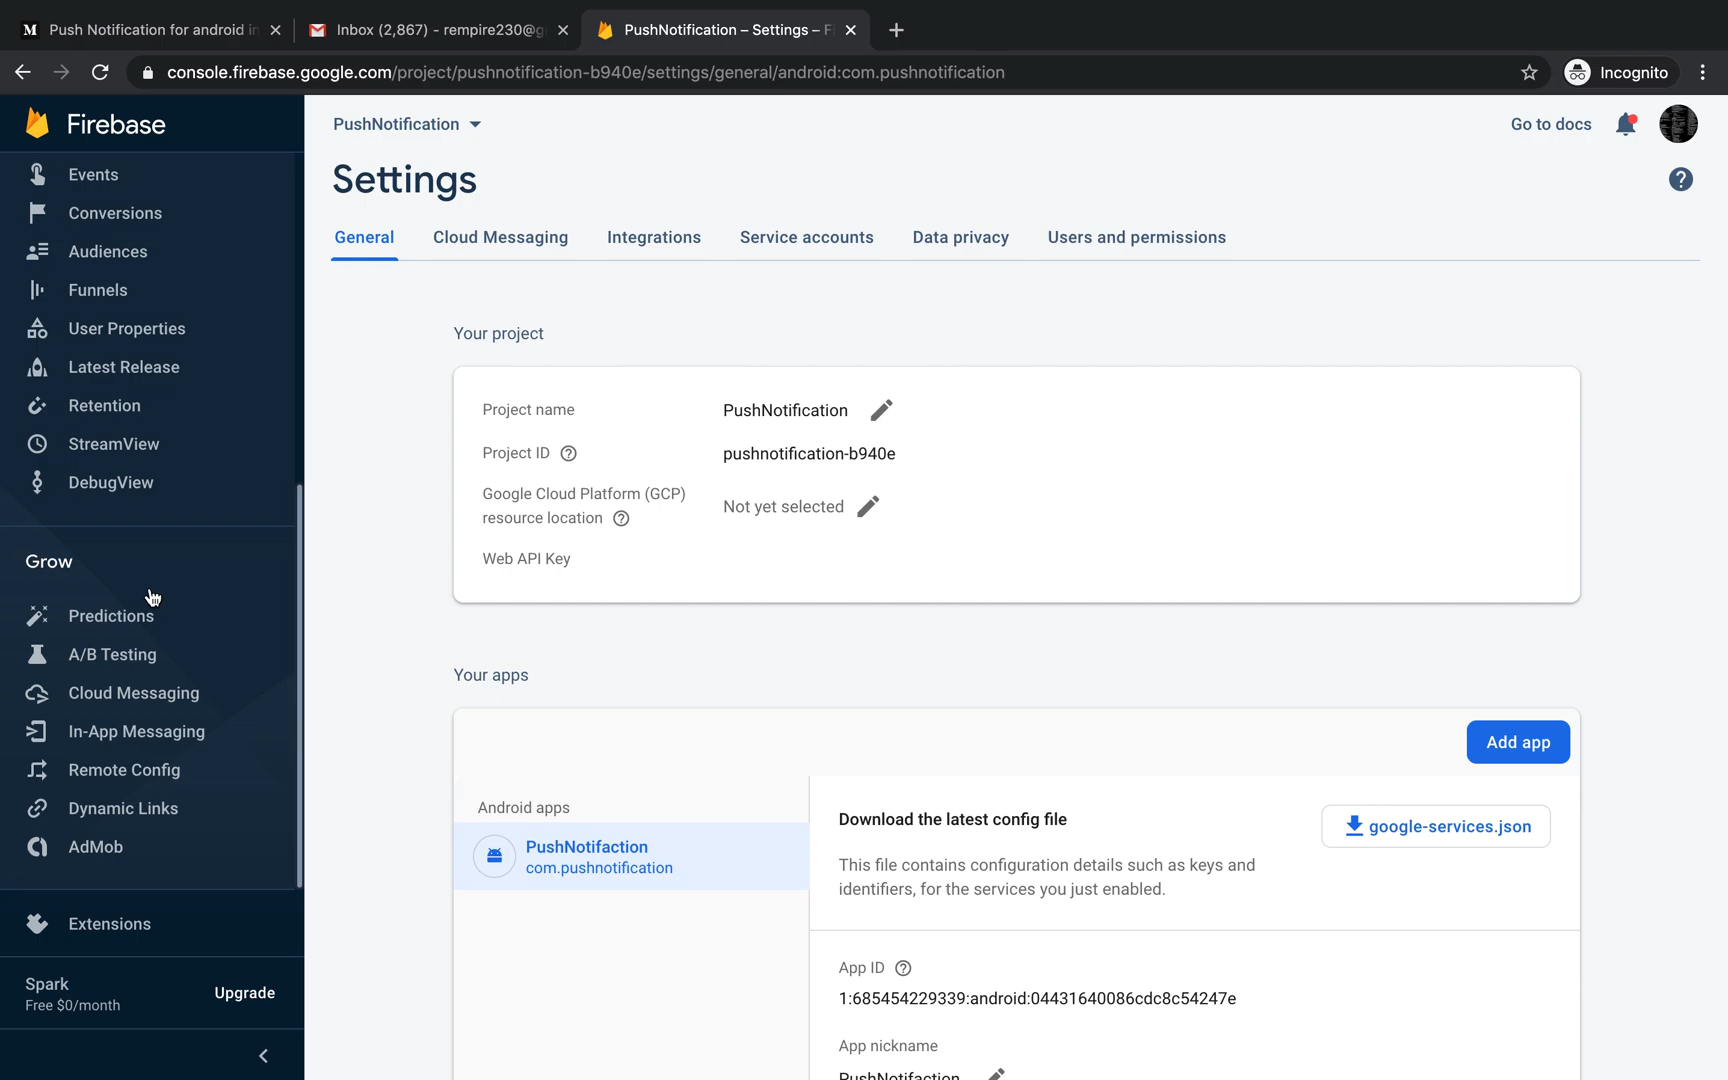 M Push Notification for android in
Inbox (2,867) - rempire230@g
PushNotification – Settings – Fi
console.firebase.google.com/project/pushnotification-b940e/settings/general/android:com.pushnotification
Incognito
Firebase
PushNotification
Go to docs
Settings
General
Cloud Messaging
Integrations
Service accounts
Data privacy
Users and permissions
Events
Conversions
Audiences
Funnels
User Properties
Latest Release
Retention
StreamView
DebugView
Grow
Predictions
A/B Testing
Cloud Messaging
In-App Messaging
Remote Config
Dynamic Links
AdMob
Extensions
Spark
Free $0/month
Upgrade
Your project
Project name
PushNotification
Project ID
pushnotification-b940e
Google Cloud Platform (GCP)
resource location
Not yet selected
Web API Key
Your apps
Add app
Android apps
PushNotifaction
com.pushnotification
Download the latest config file
google-services.json
This file contains configuration details such as keys and
identifiers, for the services you just enabled.
App ID
1:685454229339:android:04431640086cdc8c54247e
App nickname
PushNotifaction